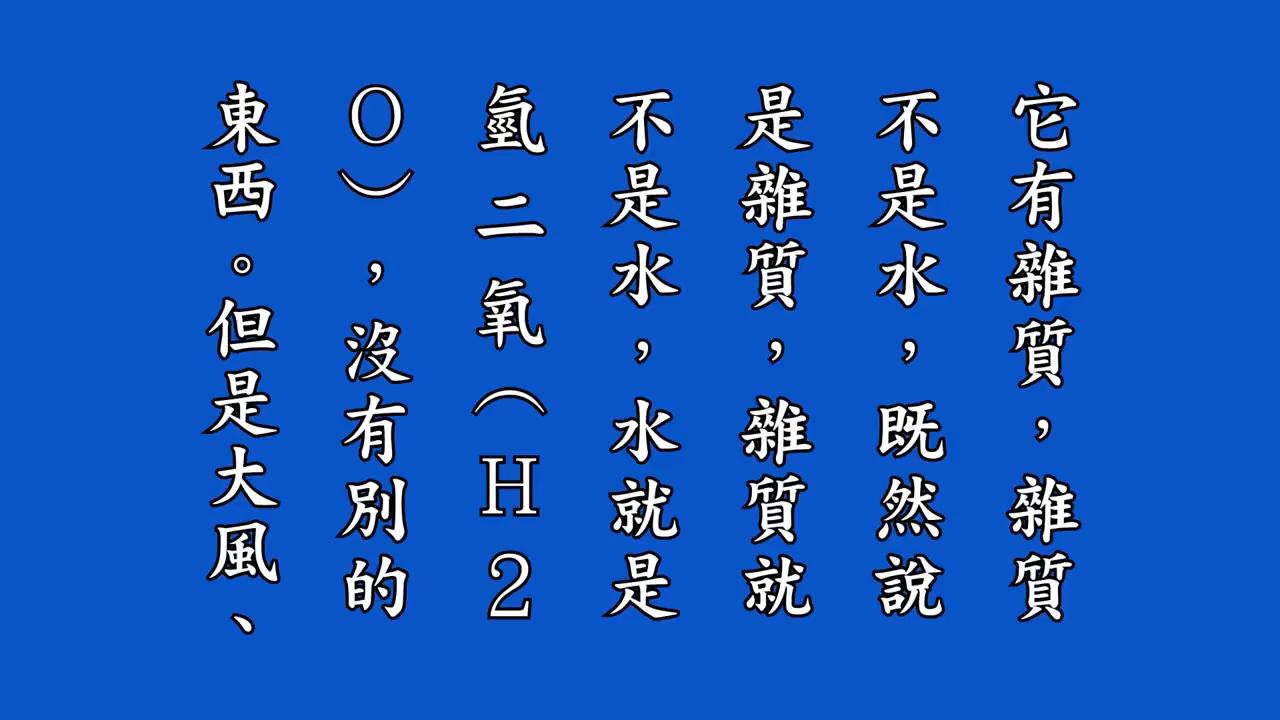 它有雜質，雜質
不是水，既然說
是雜質，雜質就
不是水，水就是
氫二氧（H2
O），沒有別的
東西。但是大風、